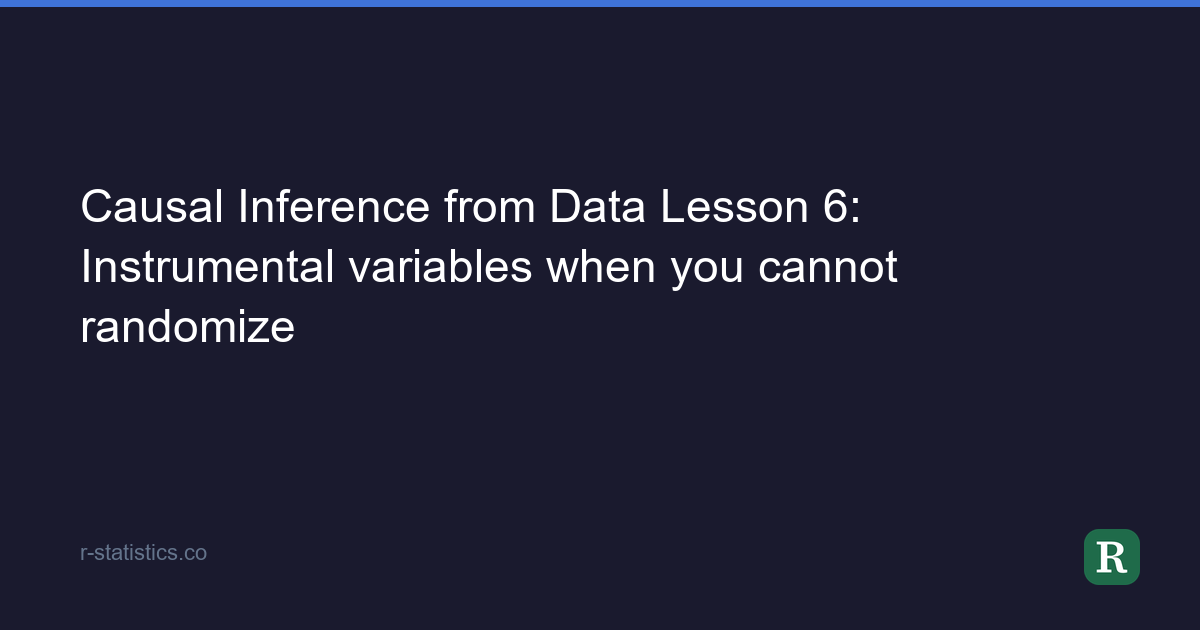 Causal Inference from Data Lesson 6:
Instrumental variables when you cannot
randomize
r-statistics.co
R